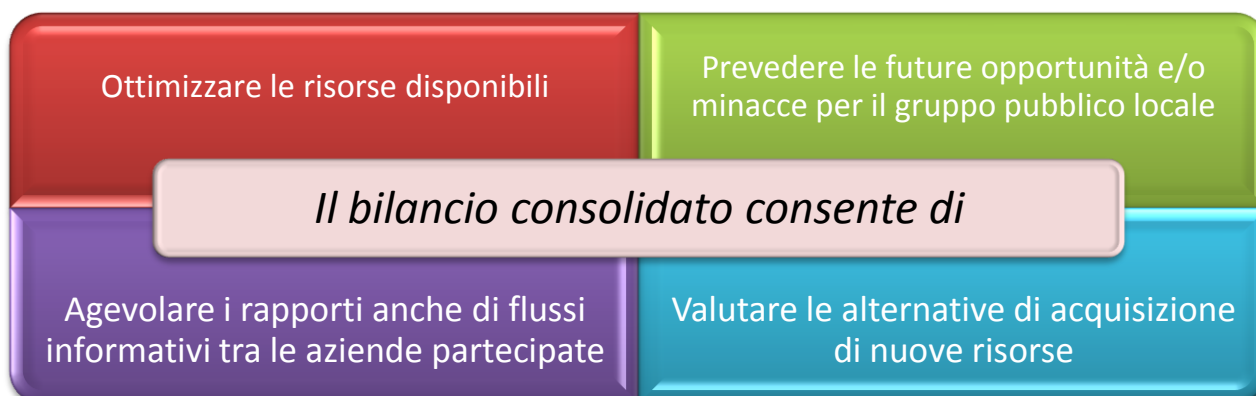 Ottimizzare le risorse disponibili
Prevedere le future opportunità e/o
minacce per il gruppo pubblico locale
Il bilancio consolidato consente di
Agevolare i rapporti anche di flussi
informativi tra le aziende partecipate
Valutare le alternative di acquisizione
di nuove risorse